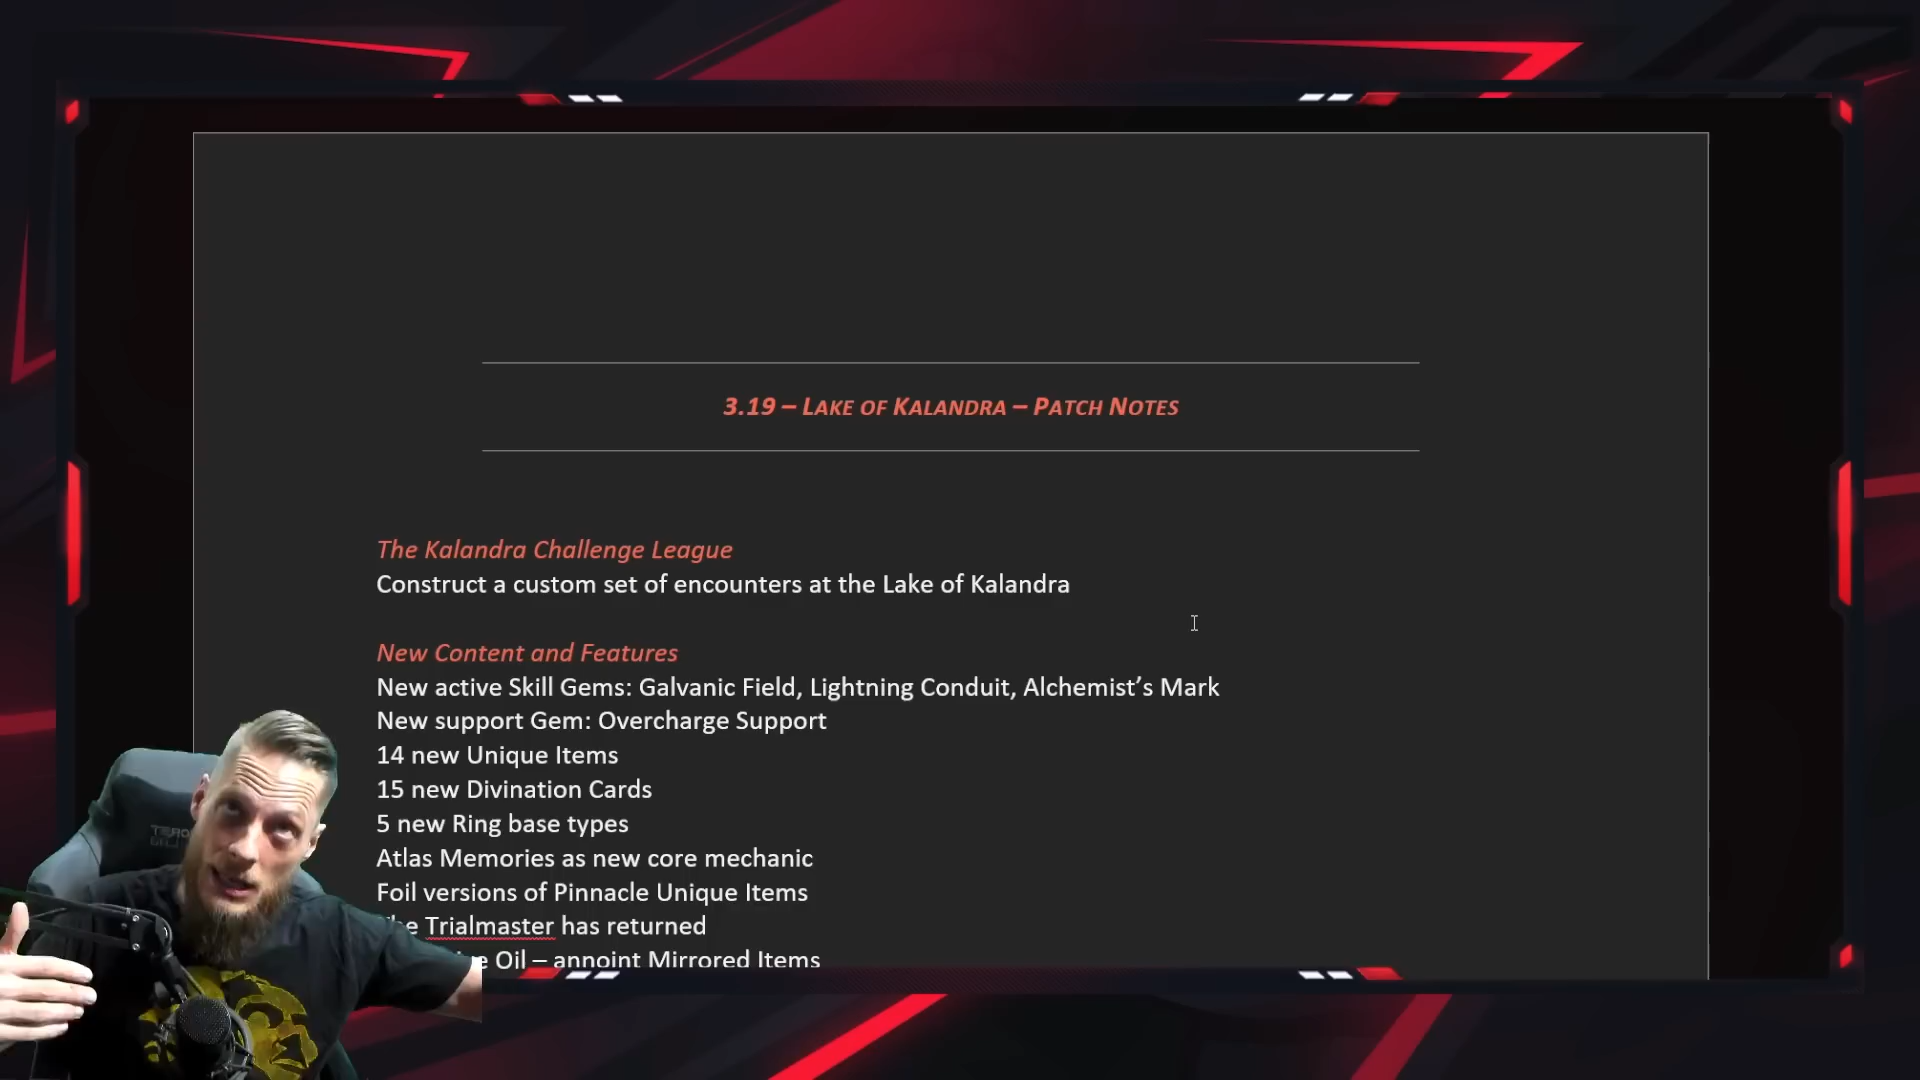 3.19 – LAKE OF KALANDRA – PATCH NOTES
The Kalandra Challenge League
Construct a custom set of encounters at the Lake of Kalandra
New Content and Features
New active Skill Gems: Galvanic Field, Lightning Conduit, Alchemist’s Mark
New support Gem: Overcharge Support
14 new Unique Items
15 new Divination Cards
5 new Ring base types
Atlas Memories as new core mechanic
Foil versions of Pinnacle Unique Items
Trialmaster has returned
Oil – annoint Mirrored Items